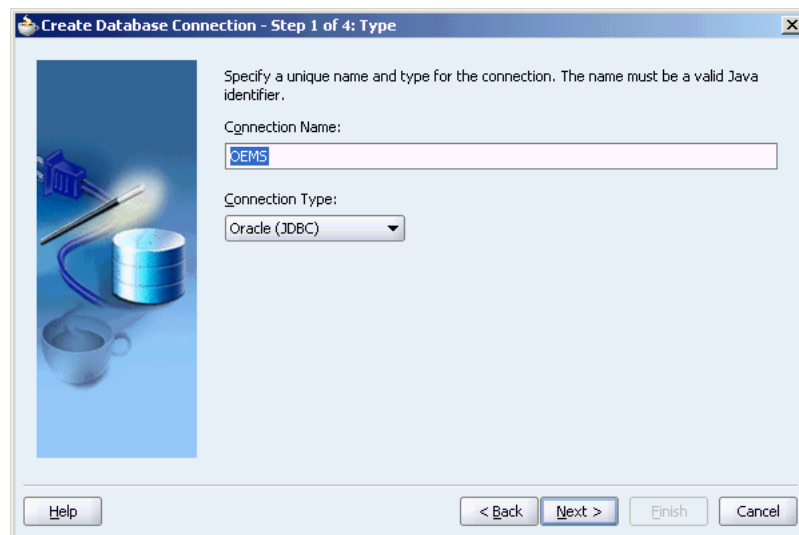 Create Database Connection - Step 1 of 4: Type
Specify a unique name and type for the connection. The name must be a valid Java
identifier.
Connection Name:
OEMS
Connection Type:
Oracle (JDBC)
Help
< Back
Next >
Finish
Cancel